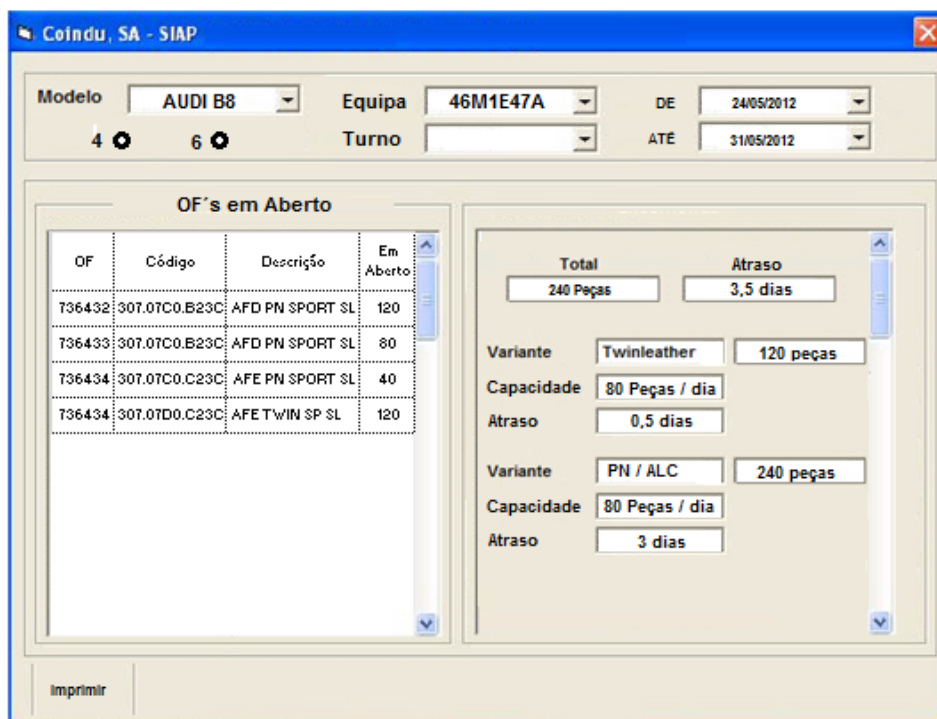 Coindu, SA - SIAP
Modelo AUDI B8 Equipa 46M1E47A DE 24/05/2012
4 6 Turno ATÉ 31/05/2012
OF´s em Aberto
OF Código Descrição Em Aberto
736432 307.07C0.B23C AFD PN SPORT SL 120
736433 307.07C0.B23C AFD PN SPORT SL 80
736434 307.07C0.C23C AFE PN SPORT SL 40
736434 307.07D0.C23C AFE TWIN SP SL 120
Total Atraso
240 Peças 3,5 dias
Variante Twinleather 120 peças
Capacidade 80 Peças / dia
Atraso 0,5 dias
Variante PN / ALC 240 peças
Capacidade 80 Peças / dia
Atraso 3 dias
Imprimir